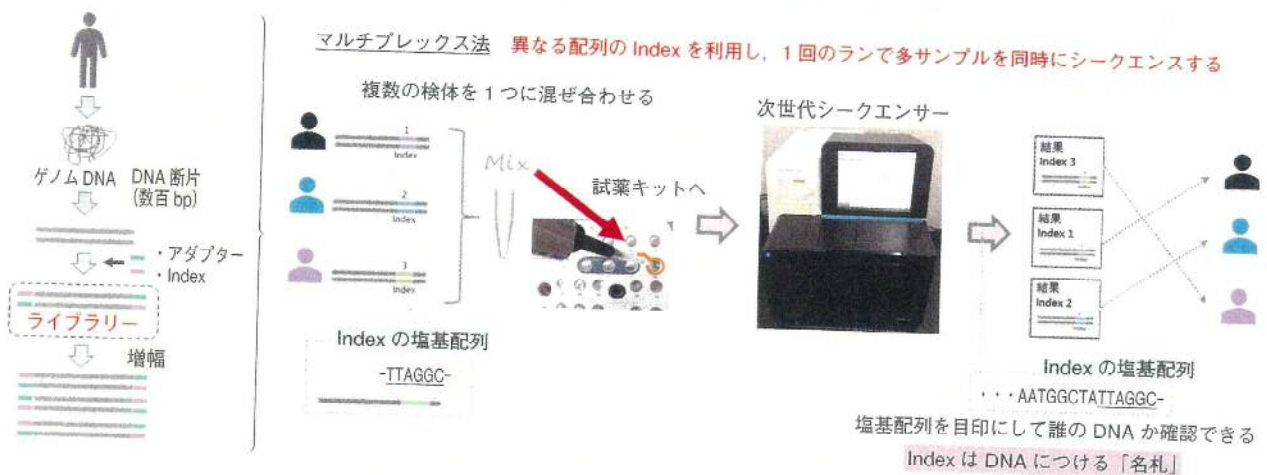 マルチプレックス法 異なる配列の Index を利用し，1 回のランで多サンプルを同時にシークエンスする
ゲノム DNA
DNA 断片
(数百 bp)
・アダプター
・Index
ライブラリー
増幅
複数の検体を 1 つに混ぜ合わせる
1
Index
2
Index
3
Index
Mix
試薬キットへ
Index の塩基配列
-TTAGGC-
次世代シークエンサー
結果
Index 3
結果
Index 1
結果
Index 2
Index の塩基配列
・・・AATGGCTATTAGGC-
塩基配列を目印にして誰の DNA か確認できる
Index は DNA につける「名札」